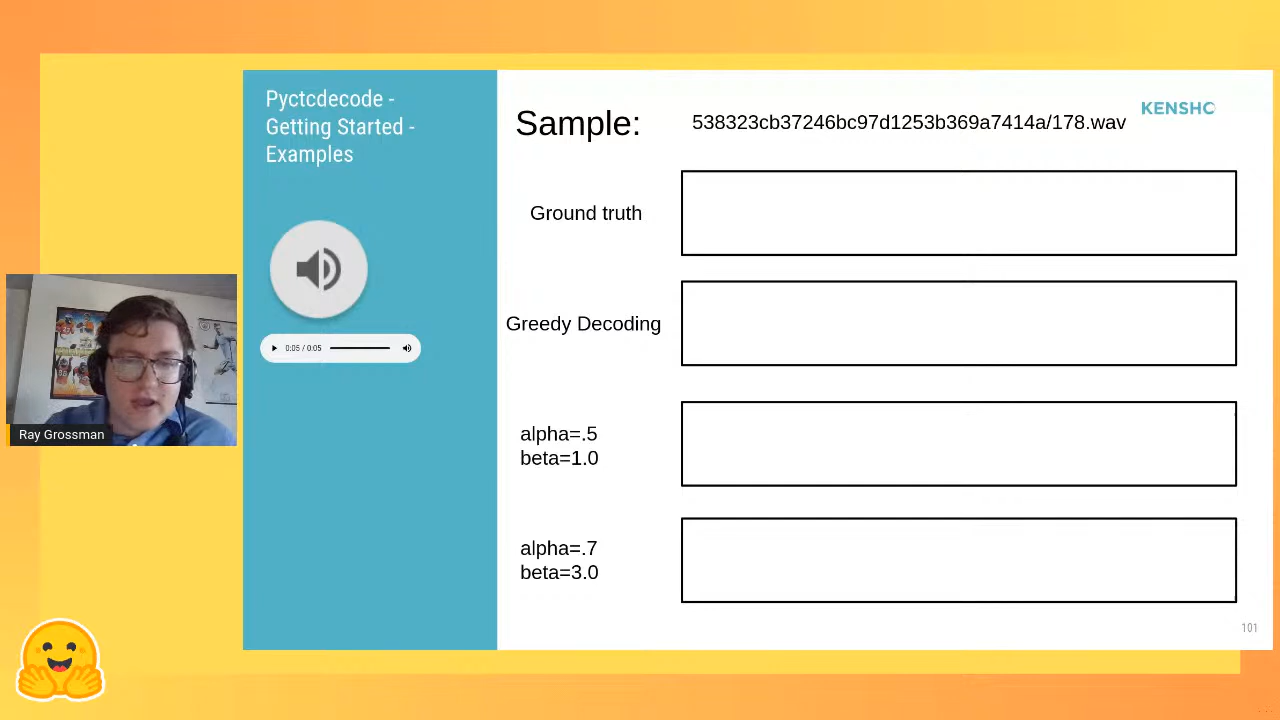 Pyctcdecode -
Getting Started -
Examples
Sample:
538323cb37246bc97d1253b369a7414a/178.wav
KENSHO
Ground truth
Greedy Decoding
0:05 / 0:05
alpha=.5
beta=1.0
alpha=.7
beta=3.0
Ray Grossman
101